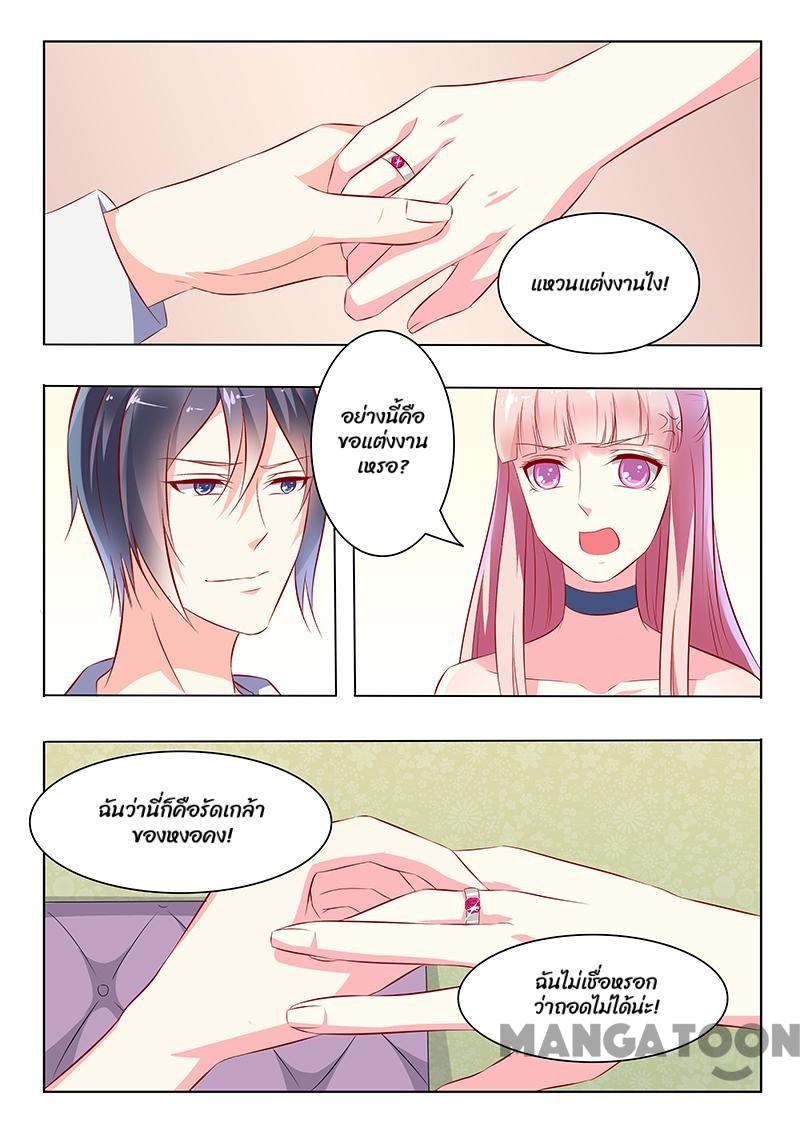 แหวนแต่งงานไง!
อย่างนี้คือ
ขอแต่งงาน
เหรอ?
ฉันว่านี่ก็คือรัดเกล้า
ของหงอคง!
ฉันไม่เชื่อหรอก
ว่าถอดไม่ได้น่ะ!
MANGATOON